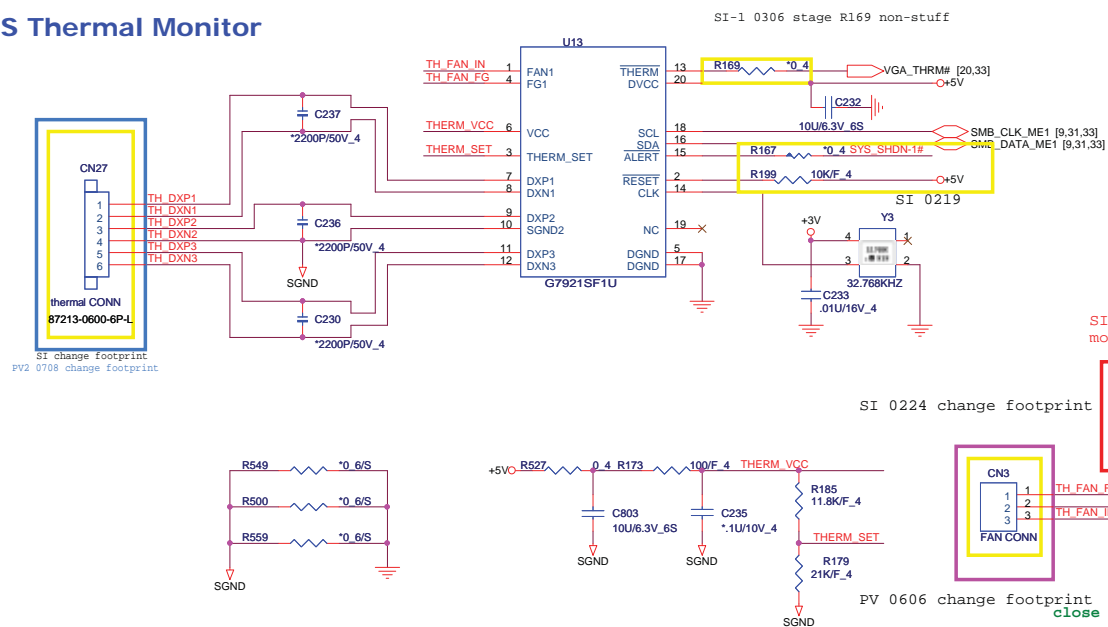 S Thermal Monitor
SI-1 0306 stage R169 non-stuff
U13
TH_FAN_IN
TH_FAN_FG
1
4
FAN1
FG1
THERM
DVCC
13
20
R169
*0_4
VGA_THRM# [20,33]
+5V
C237
*2200P/50V_4
C232
10U/6.3V_6S
THERM_VCC
6
VCC
THERM_SET
3
THERM_SET
SCL
SDA
ALERT
18
16
15
SMB_CLK_ME1 [9,31,33]
SMB_DATA_ME1 [9,31,33]
R167
*0_4
SYS_SHDN-1#
7
8
DXP1
DXN1
RESET
CLK
2
14
R199
10K/F_4
+5V
SI 0219
CN27
1
2
3
4
5
6
TH_DXP1
TH_DXN1
TH_DXP2
TH_DXN2
TH_DXP3
TH_DXN3
thermal CONN
87213-0600-6P-L
SI change footprint
PV2 0708 change footprint
C236
*2200P/50V_4
SGND
9
10
DXP2
SGND2
NC
19
11
12
DXP3
DXN3
DGND
DGND
5
17
G7921SF1U
C230
*2200P/50V_4
+3V
Y3
4
1
3
2
32.768KHZ
C233
.01U/16V_4
SI
mo
SI 0224 change footprint
R549
*0_6/S
R500
*0_6/S
R559
*0_6/S
SGND
+5V
R527
0_4
R173
100/F_4
THERM_VCC
C803
10U/6.3V_6S
SGND
C235
*.1U/10V_4
SGND
R185
11.8K/F_4
THERM_SET
R179
21K/F_4
SGND
CN3
1
2
3
1
2
3
FAN CONN
TH_FAN_F
TH_FAN_I
PV 0606 change footprint
close